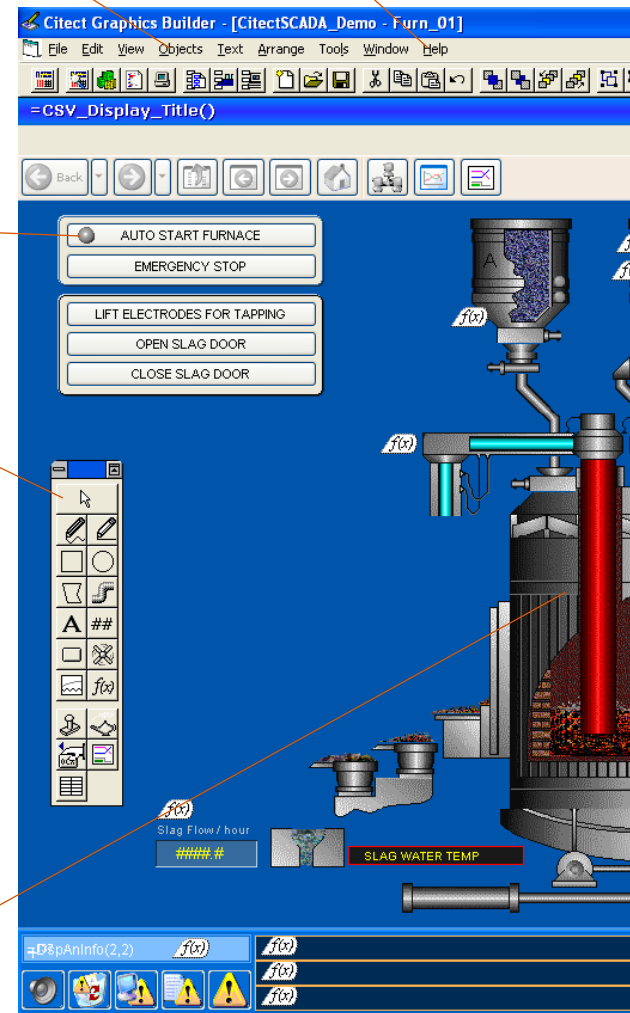 Citect Graphics Builder - [CitectSCADA_Demo - Furn_01]
File Edit View Objects Text Arrange Tools Window Help
=CSV_Display_Title()
Back
AUTO START FURNACE
EMERGENCY STOP
LIFT ELECTRODES FOR TAPPING
OPEN SLAG DOOR
CLOSE SLAG DOOR
A
f(x)
f(x)
A ##
f(x)
OCX
f(x)
Slag Flow / hour
####.#
SLAG WATER TEMP
f(x) f(x)
f(x)
f(x)